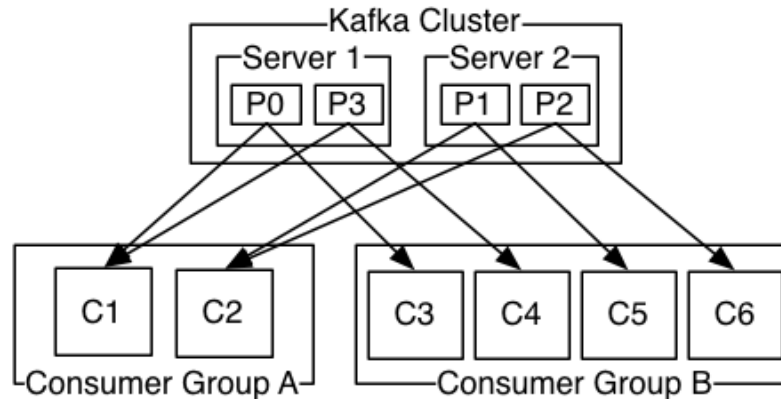 Kafka Cluster
Server 1 Server 2
P0 P3 P1 P2
C1 C2 C3 C4 C5 C6
Consumer Group A Consumer Group B